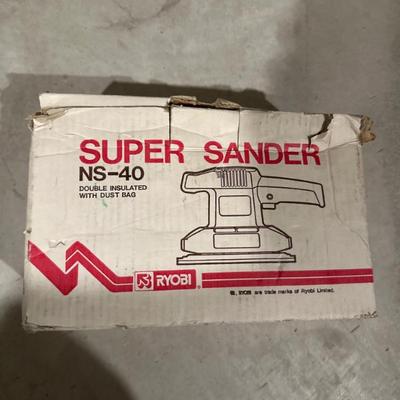 SUPER SANDER
NS-40
DOUBLE INSULATED
WITH DUST BAG
RYOBI ®
RYOBI are trade marks of Ryobi Limited.